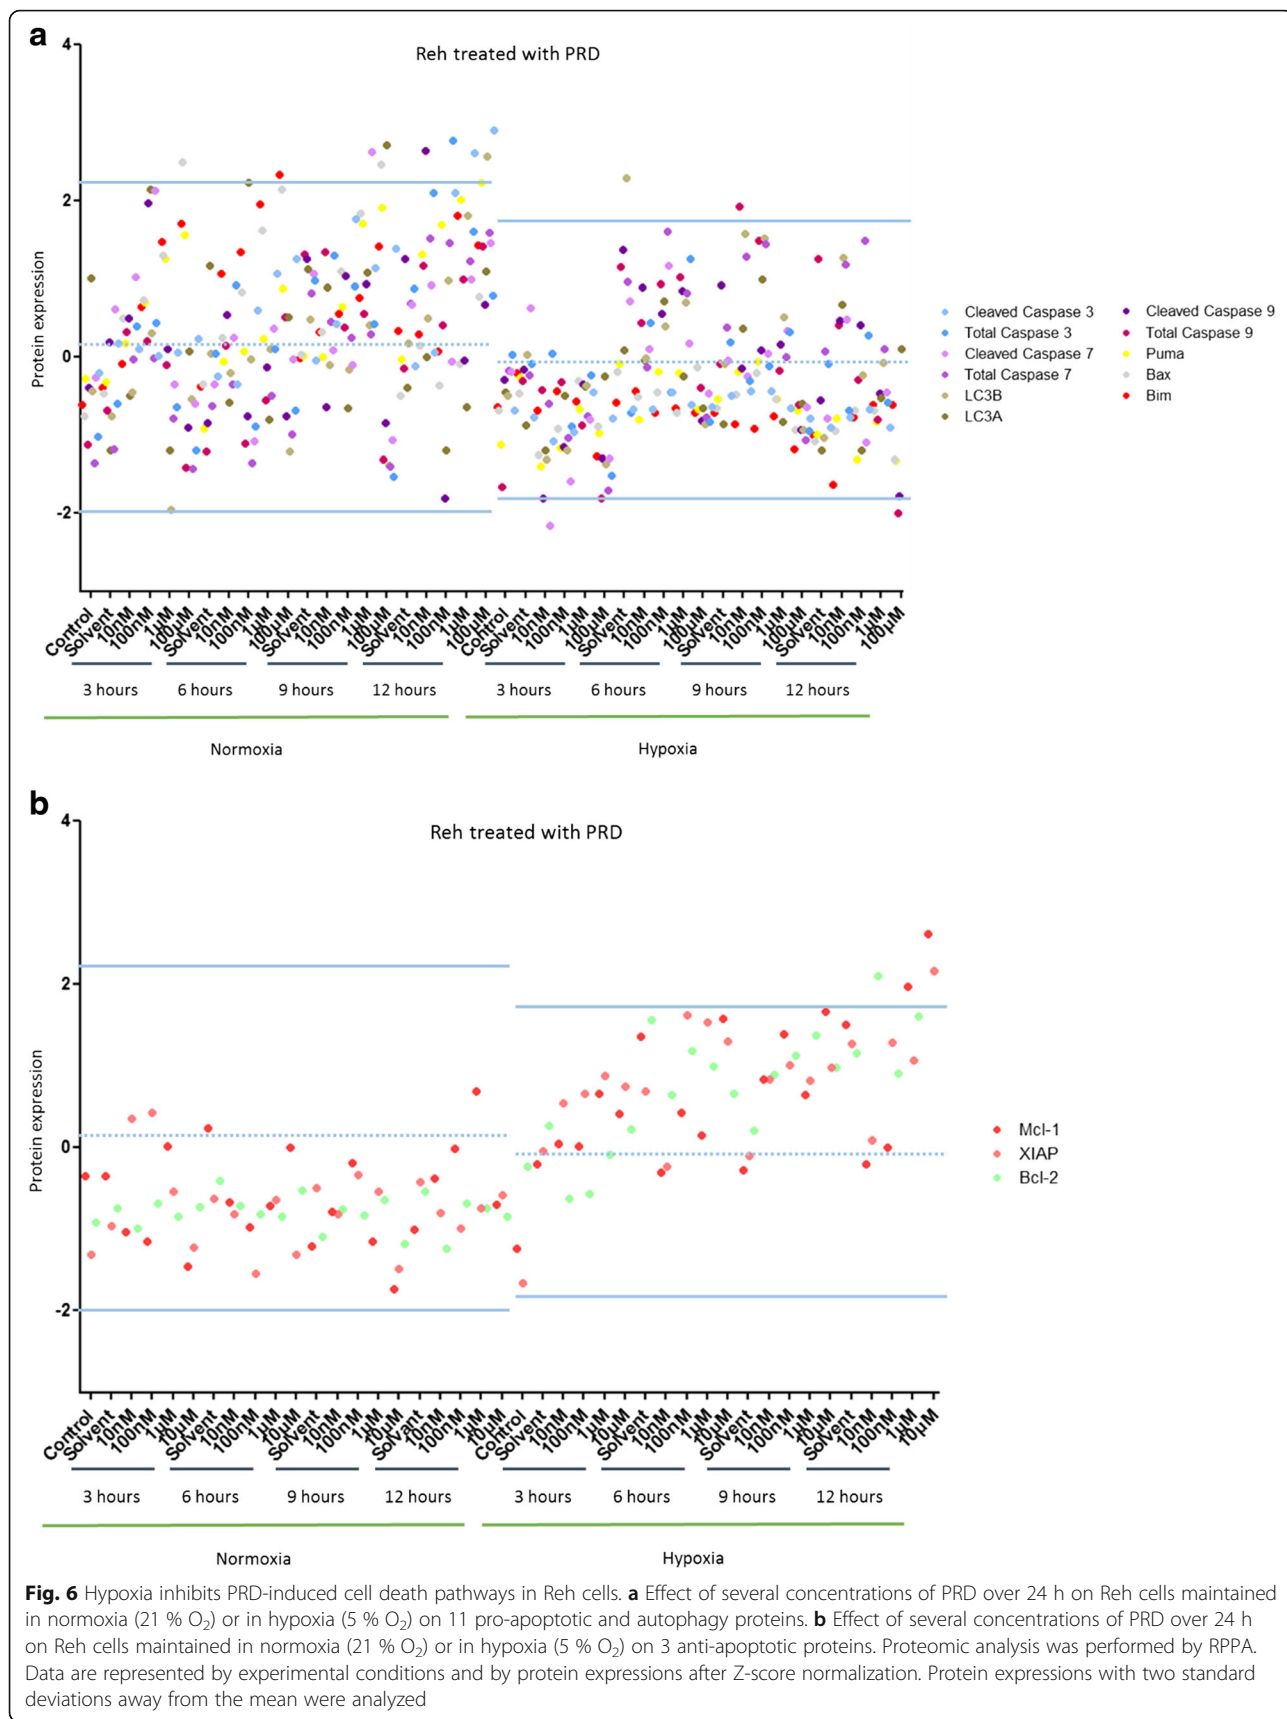 a
Reh treated with PRD
4
2
0
-2
Protein expression
Cleaved Caspase 3
Total Caspase 3
Cleaved Caspase 7
Total Caspase 7
LC3B
LC3A
Cleaved Caspase 9
Total Caspase 9
Puma
Bax
Bim
Control
Solvent
10nM
100nM
1µM
100µM
Solvent
10nM
100nM
1µM
100µM
Solvent
10nM
100nM
1µM
100µM
Solvent
10nM
100nM
1µM
100µM
Control
Solvent
10nM
100nM
1µM
100µM
Solvent
10nM
100nM
1µM
100µM
Solvent
10nM
100nM
1µM
100µM
Solvent
10nM
100nM
1µM
100µM
3 hours 6 hours 9 hours 12 hours 3 hours 6 hours 9 hours 12 hours
Normoxia Hypoxia
b
Reh treated with PRD
4
2
0
-2
Protein expression
Mcl-1
XIAP
Bcl-2
Control
Solvent
10nM
100nM
1µM
10µM
Solvent
10nM
100nM
1µM
10µM
Solvent
10nM
100nM
1µM
10µM
Solvant
10nM
100nM
1µM
10µM
Control
Solvent
10nM
100nM
1µM
10µM
Solvent
10nM
100nM
1µM
10µM
Solvent
10nM
100nM
1µM
10µM
Solvent
10nM
100nM
1µM
10µM
3 hours 6 hours 9 hours 12 hours 3 hours 6 hours 9 hours 12 hours
Normoxia Hypoxia
Fig. 6 Hypoxia inhibits PRD-induced cell death pathways in Reh cells. a Effect of several concentrations of PRD over 24 h on Reh cells maintained
in normoxia (21 % O₂) or in hypoxia (5 % O₂) on 11 pro-apoptotic and autophagy proteins. b Effect of several concentrations of PRD over 24 h
on Reh cells maintained in normoxia (21 % O₂) or in hypoxia (5 % O₂) on 3 anti-apoptotic proteins. Proteomic analysis was performed by RPPA.
Data are represented by experimental conditions and by protein expressions after Z-score normalization. Protein expressions with two standard
deviations away from the mean were analyzed